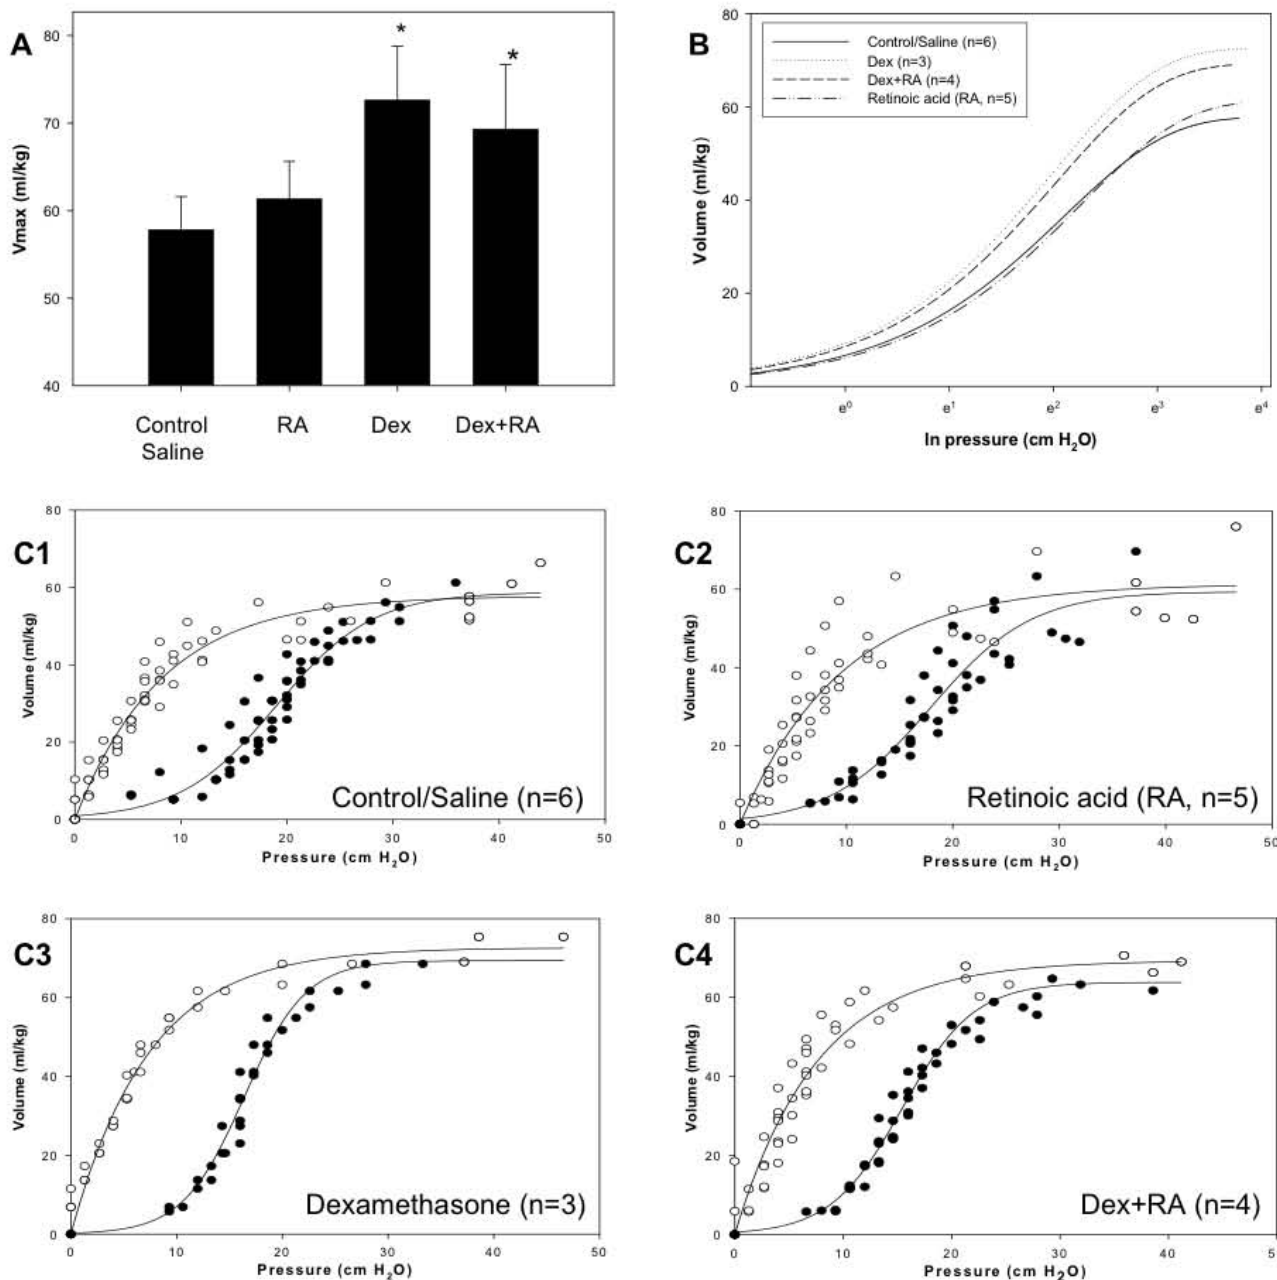 A
Vmax (ml/kg)
80
70
60
50
40
*
*
Control
Saline
RA
Dex
Dex+RA
B
Volume (ml/kg)
80
60
40
20
0
Control/Saline (n=6)
Dex (n=3)
Dex+RA (n=4)
Retinoic acid (RA, n=5)
e⁰
e¹
e²
e³
e⁴
ln pressure (cm H₂O)
C1
Volume (ml/kg)
80
60
40
20
0
Control/Saline (n=6)
0
10
20
30
40
50
Pressure (cm H₂O)
C2
Volume (ml/kg)
80
60
40
20
0
Retinoic acid (RA, n=5)
0
10
20
30
40
50
Pressure (cm H₂O)
C3
Volume (ml/kg)
80
60
40
20
0
Dexamethasone (n=3)
0
10
20
30
40
50
Pressure (cm H₂O)
C4
Volume (ml/kg)
80
60
40
20
0
Dex+RA (n=4)
0
10
20
30
40
50
Pressure (cm H₂O)